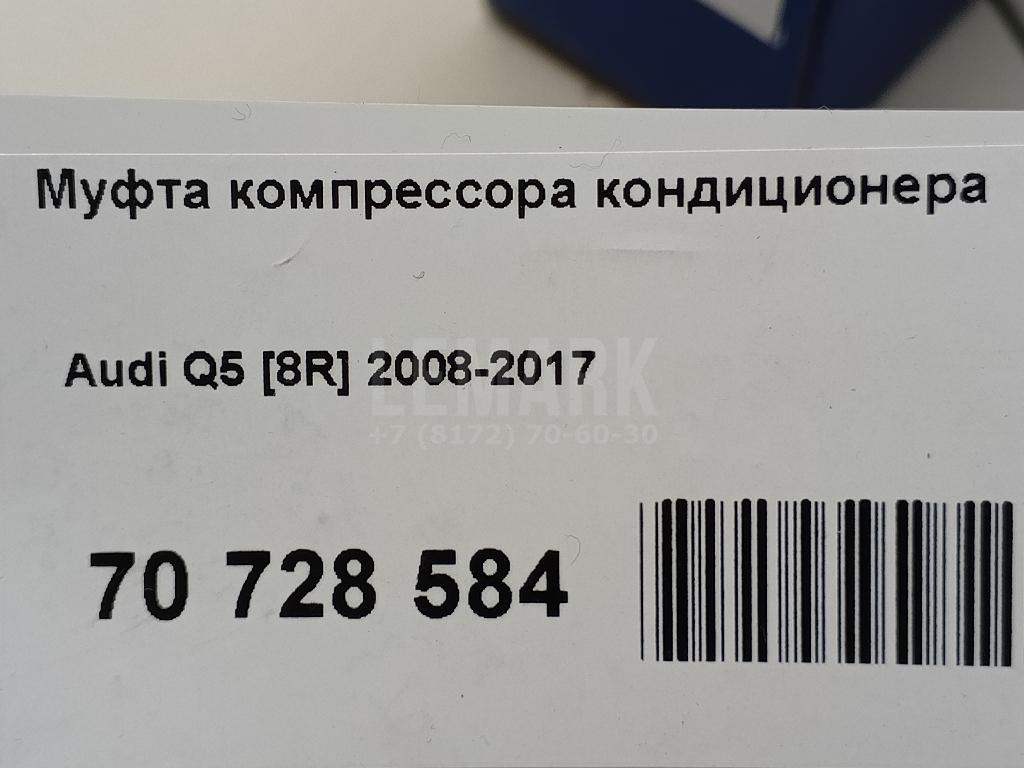 Муфта компрессора кондиционера
Audi Q5 [8R] 2008-2017
LEMARK
+7 (8172) 70-60-30
70 728 584